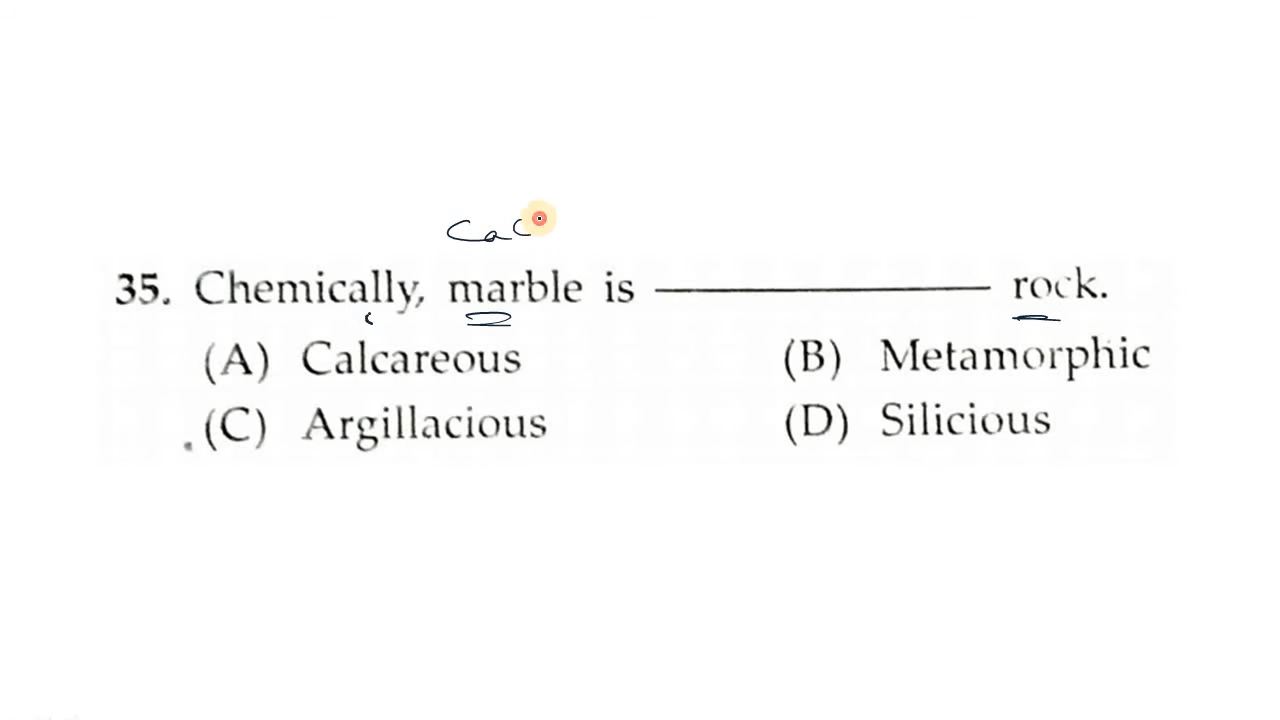 CaC
35. Chemically, marble is ____________ rock.
(A) Calcareous (B) Metamorphic
(C) Argillacious (D) Silicious